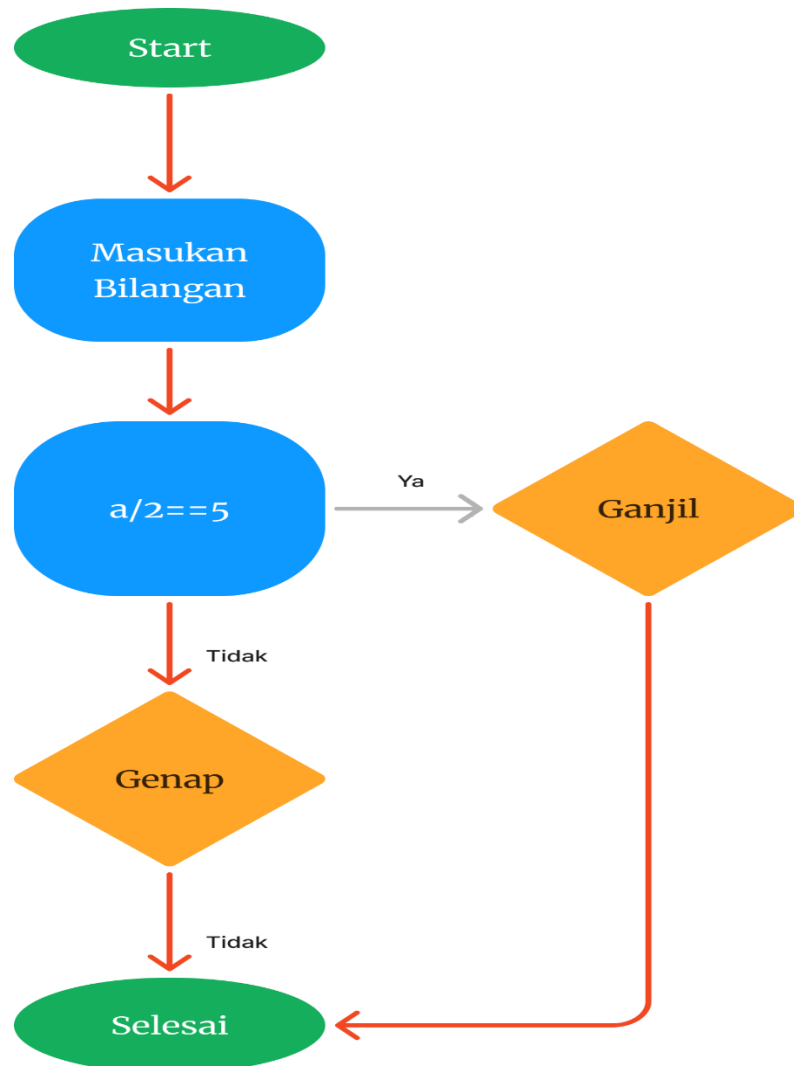 Start
Masukan
Bilangan
a/2==5
Ya
Ganjil
Tidak
Genap
Tidak
Selesai